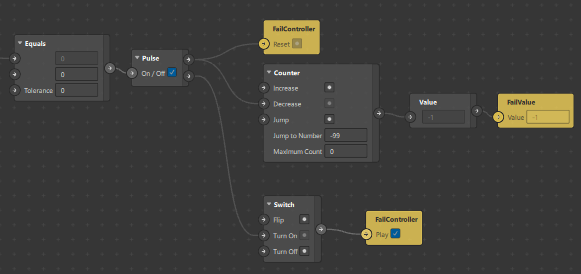 Equals
0
0
Tolerance 0
Pulse
On / Off
FailController
Reset
Counter
Increase
Decrease
Jump
Jump to Number -99
Maximum Count 0
Value
-1
FailValue
Value -1
Switch
Flip
Turn On
Turn Off
FailController
Play